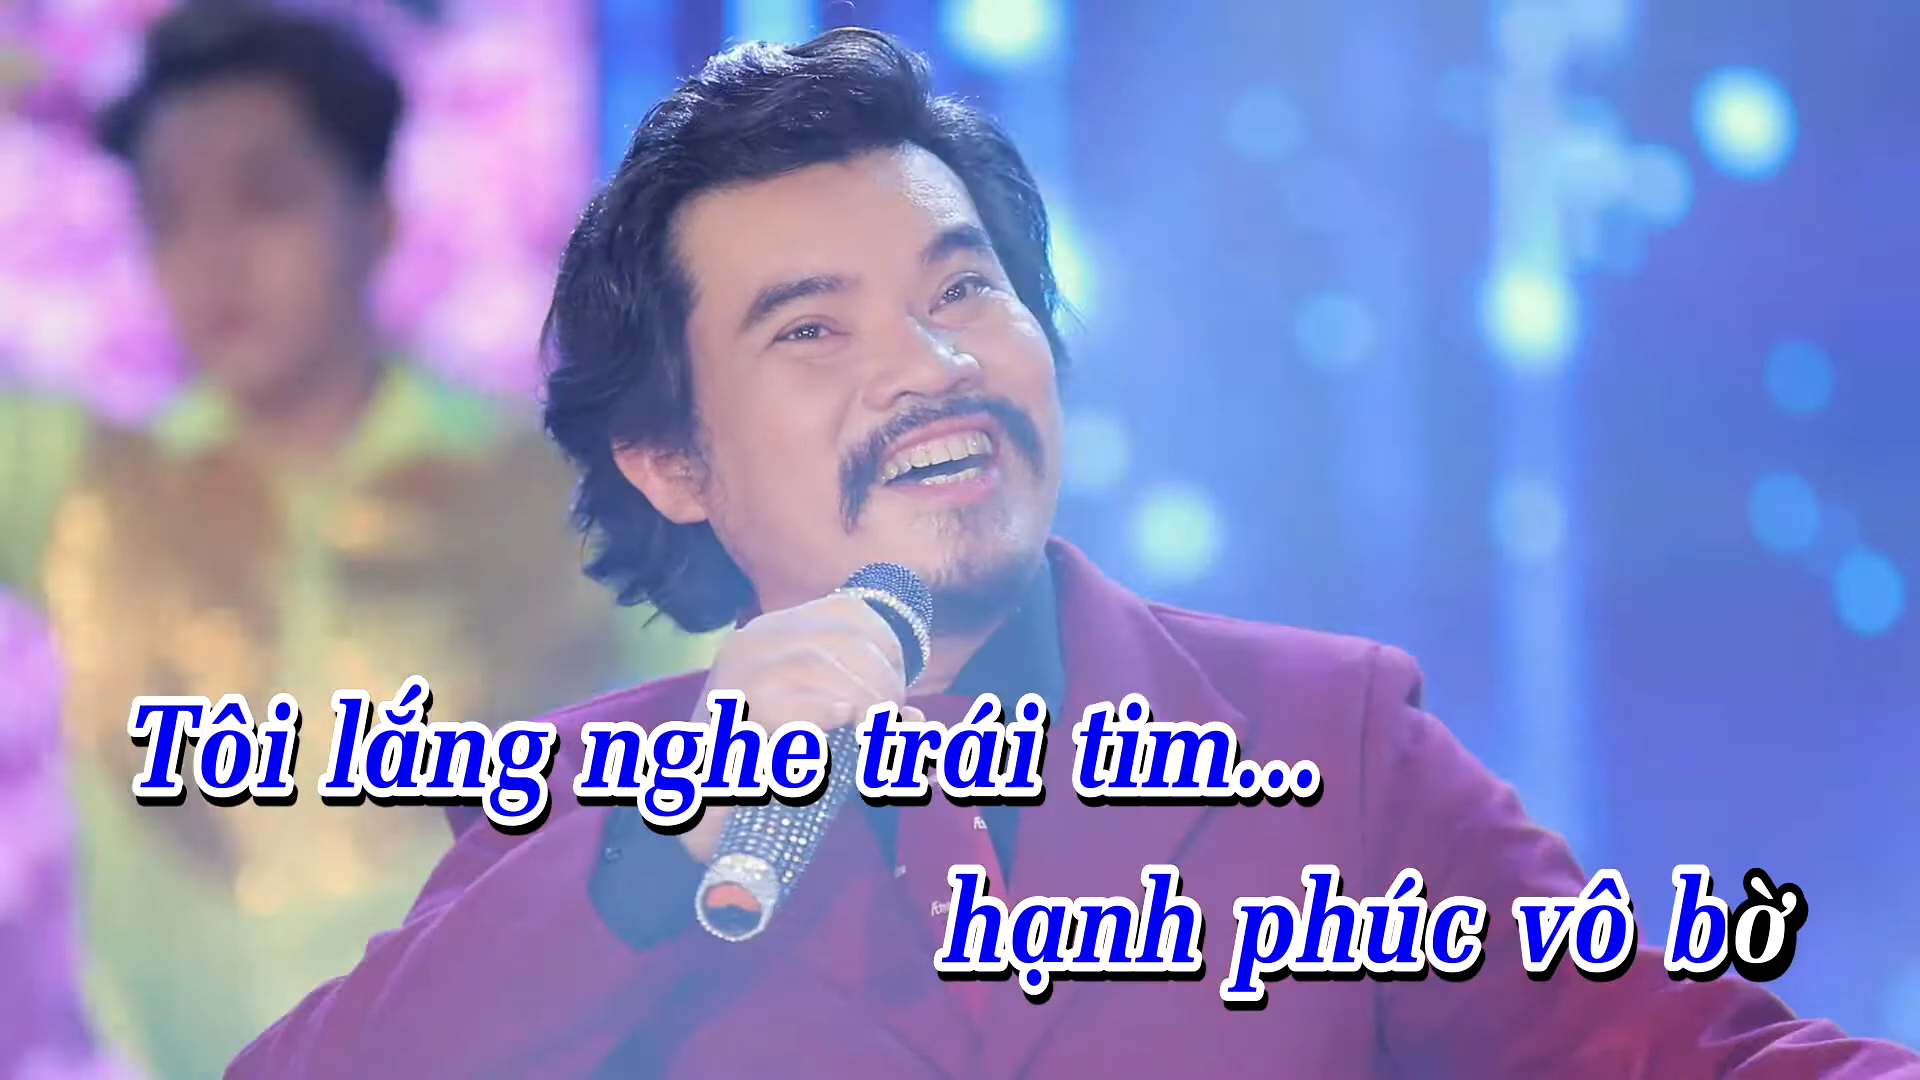 Tôi lắng nghe trái tim...
hạnh phúc vô bờ